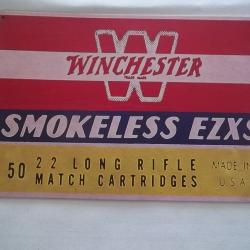 WINCHESTER
TRADE MARK
W
SMOKELESS EZXS
50 22 LONG RIFLE MADE IN
MATCH CARTRIDGES U.S.A